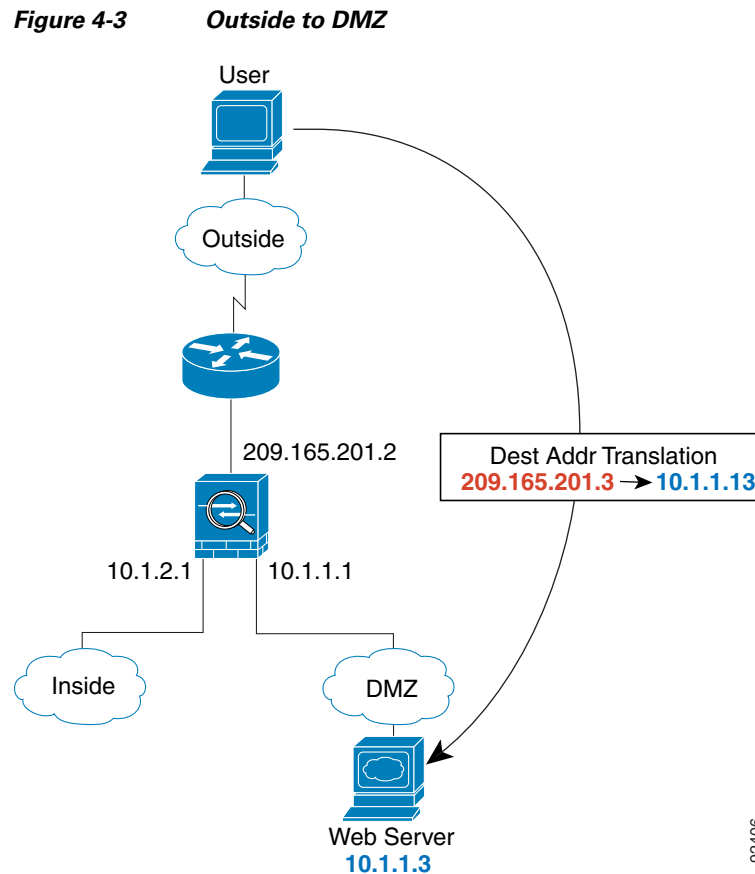 Figure 4-3 Outside to DMZ
User
Outside
209.165.201.2
Dest Addr Translation
209.165.201.3 10.1.1.13
10.1.2.1
10.1.1.1
Inside
DMZ
Web Server
10.1.1.3